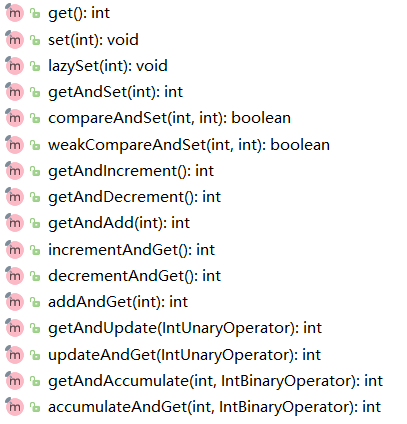 get(): int
set(int): void
lazySet(int): void
getAndSet(int): int
compareAndSet(int, int): boolean
weakCompareAndSet(int, int): boolean
getAndIncrement(): int
getAndDecrement(): int
getAndAdd(int): int
incrementAndGet(): int
decrementAndGet(): int
addAndGet(int): int
getAndUpdate(IntUnaryOperator): int
updateAndGet(IntUnaryOperator): int
getAndAccumulate(int, IntBinaryOperator): int
accumulateAndGet(int, IntBinaryOperator): int